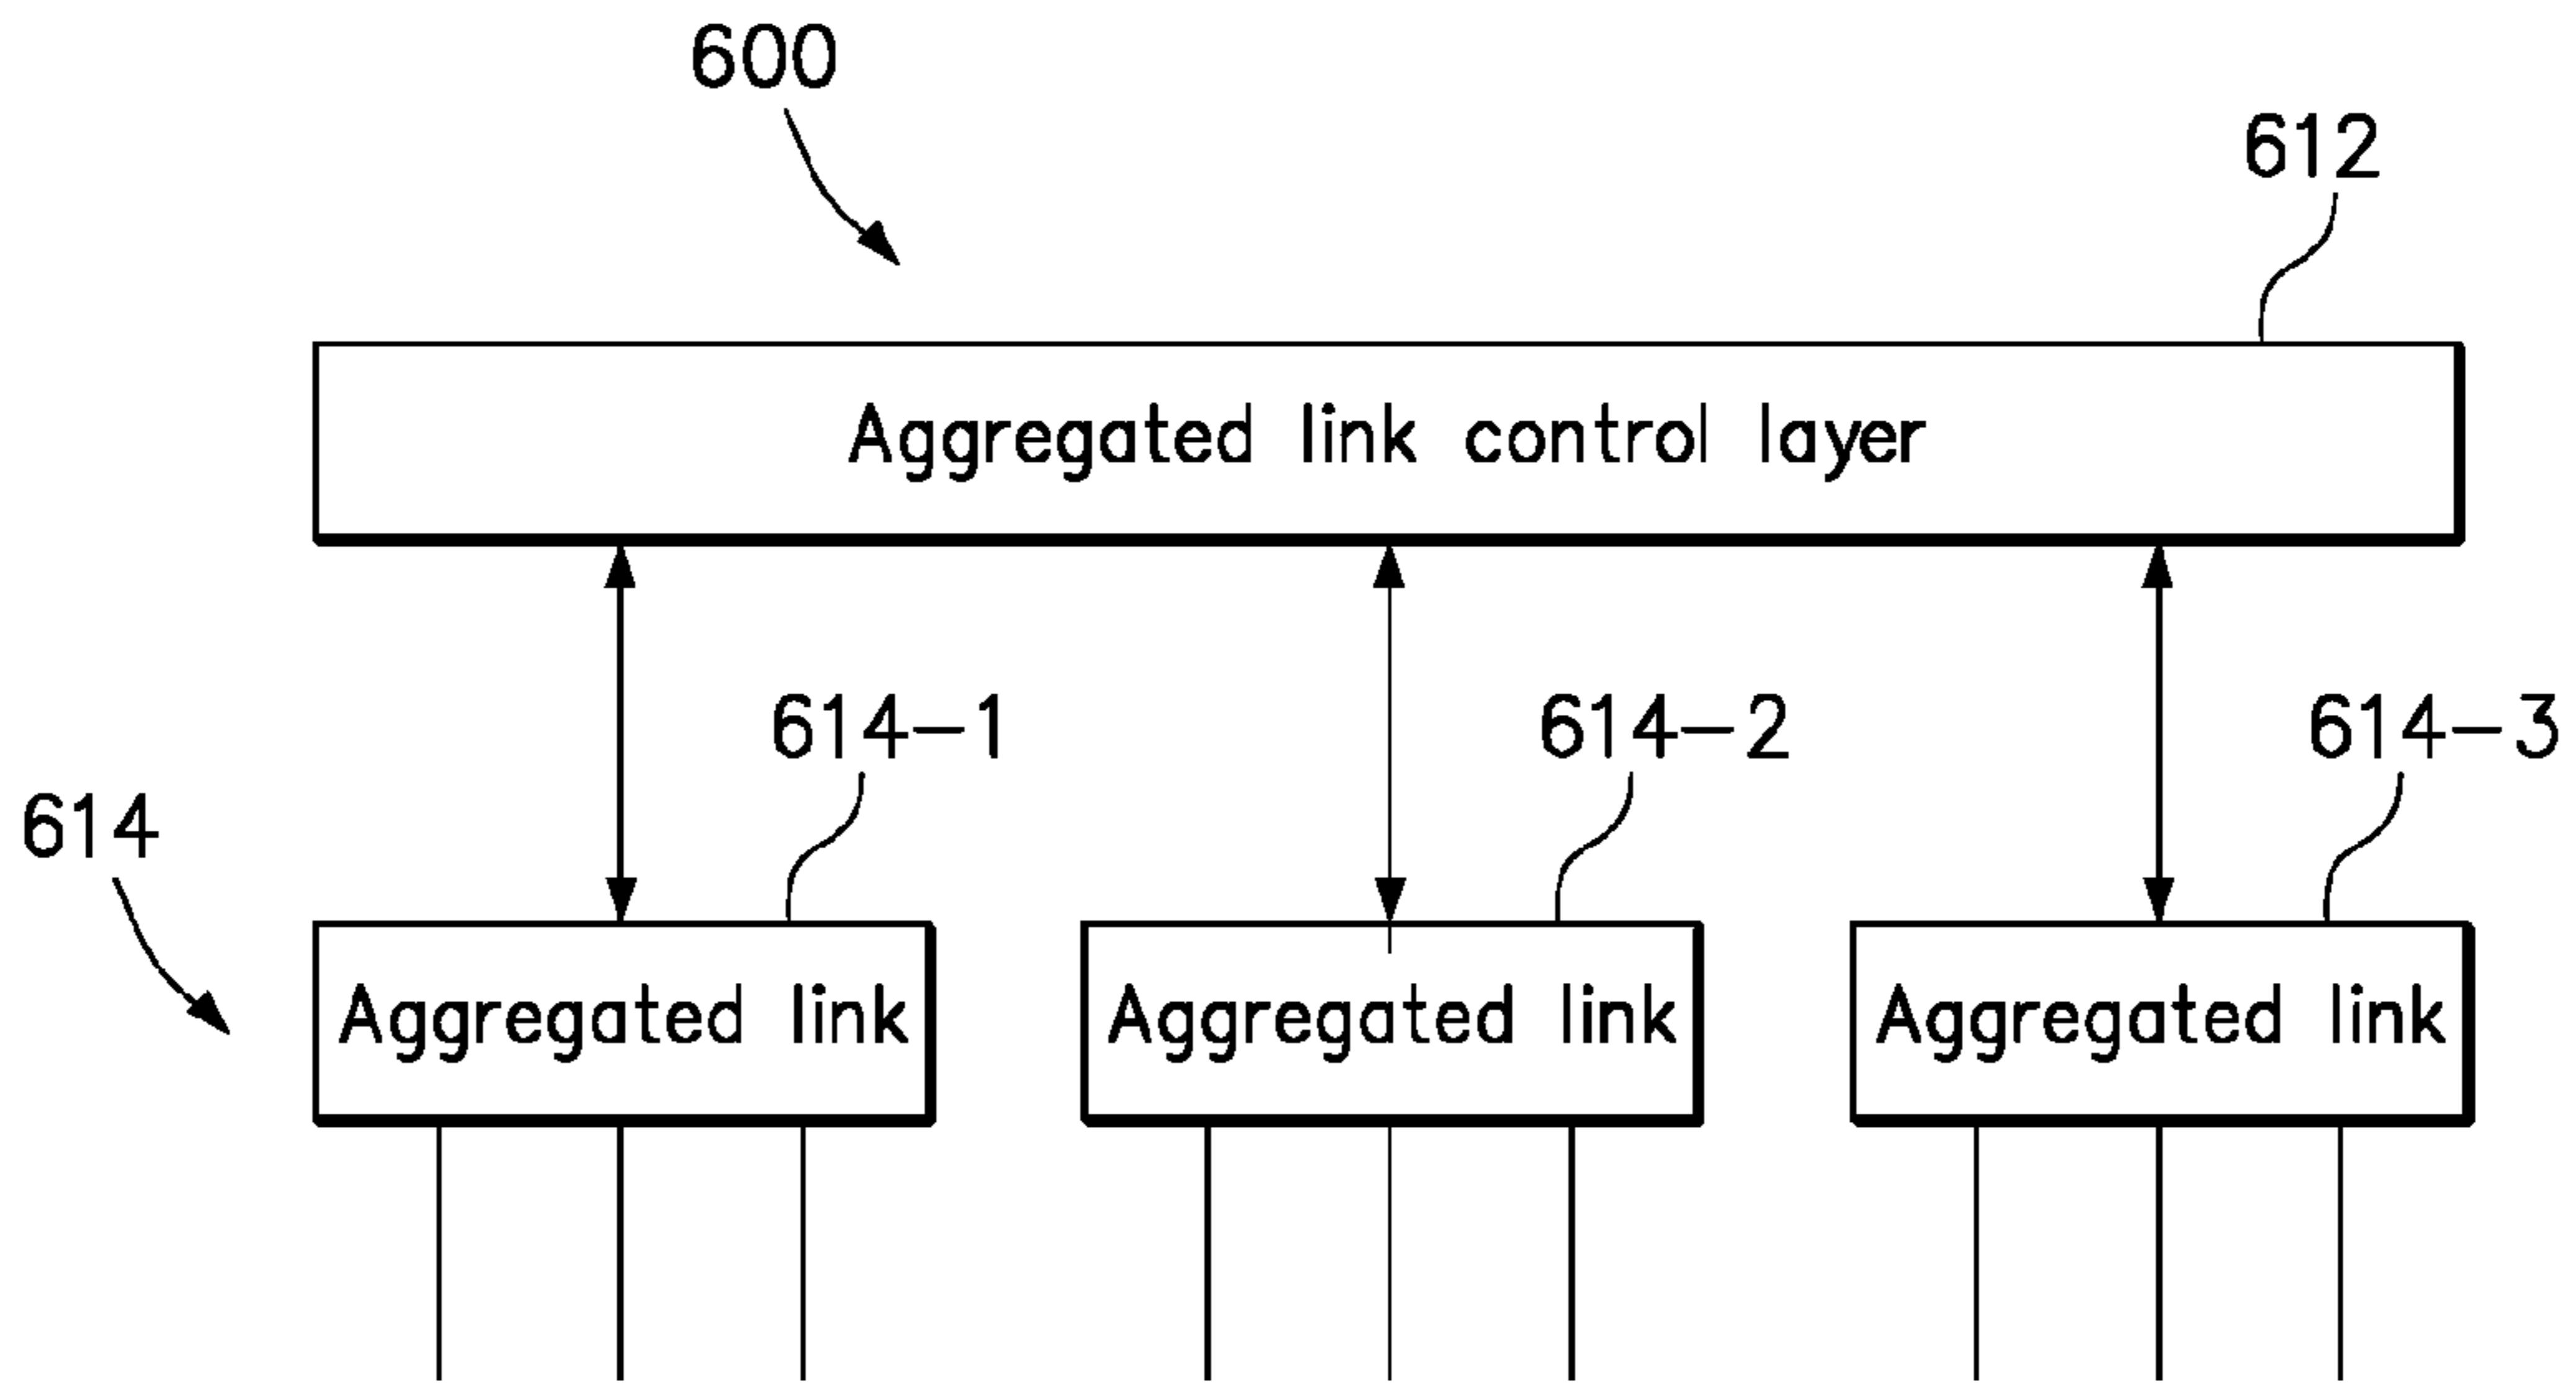 600
612
Aggregated link control layer
614-1
614-2
614-3
614
Aggregated link
Aggregated link
Aggregated link